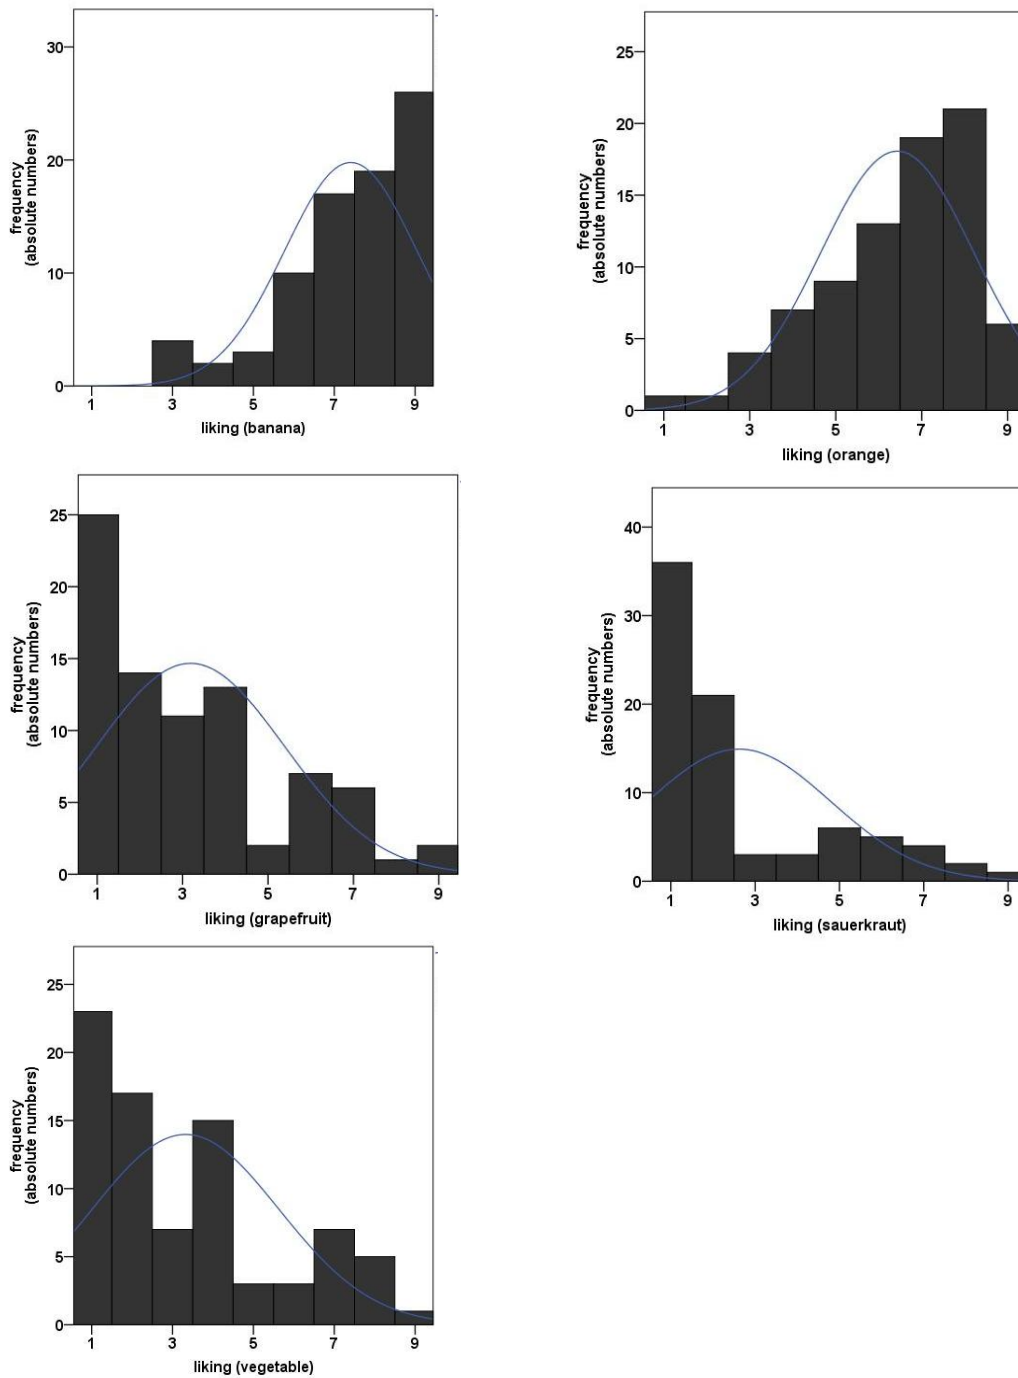 30
20
10
0
frequency
(absolute numbers)
1 3 5 7 9
liking (banana)
25
20
15
10
5
0
frequency
(absolute numbers)
1 3 5 7 9
liking (orange)
25
20
15
10
5
0
frequency
(absolute numbers)
1 3 5 7 9
liking (grapefruit)
40
30
20
10
0
frequency
(absolute numbers)
1 3 5 7 9
liking (sauerkraut)
25
20
15
10
5
0
frequency
(absolute numbers)
1 3 5 7 9
liking (vegetable)